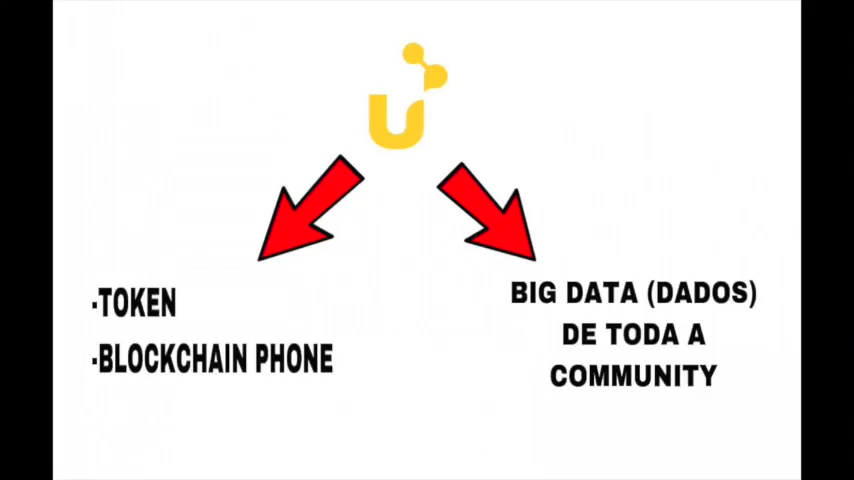 U
-TOKEN
-BLOCKCHAIN PHONE
BIG DATA (DADOS)
DE TODA A
COMMUNITY